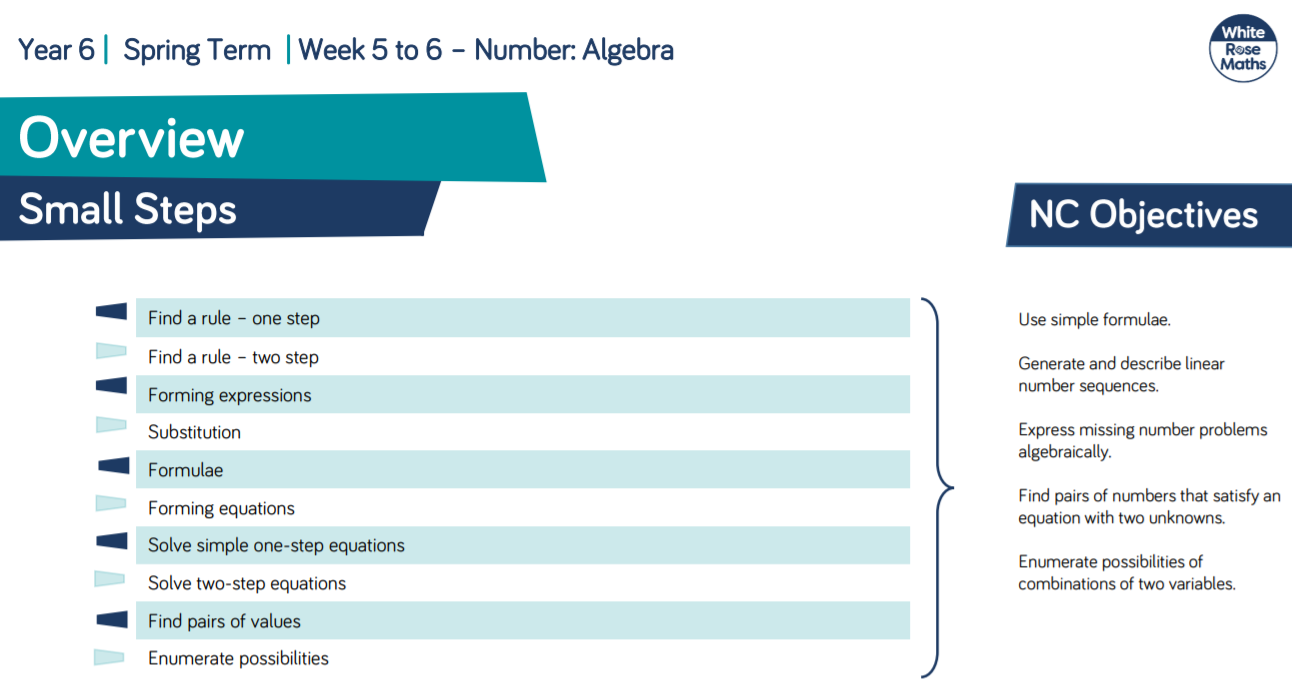 Year 6 | Spring Term | Week 5 to 6 – Number: Algebra
White
Rose
Maths
Overview
Small Steps
NC Objectives
Find a rule – one step
Find a rule – two step
Forming expressions
Substitution
Formulae
Forming equations
Solve simple one-step equations
Solve two-step equations
Find pairs of values
Enumerate possibilities
Use simple formulae.
Generate and describe linear
number sequences.
Express missing number problems
algebraically.
Find pairs of numbers that satisfy an
equation with two unknowns.
Enumerate possibilities of
combinations of two variables.